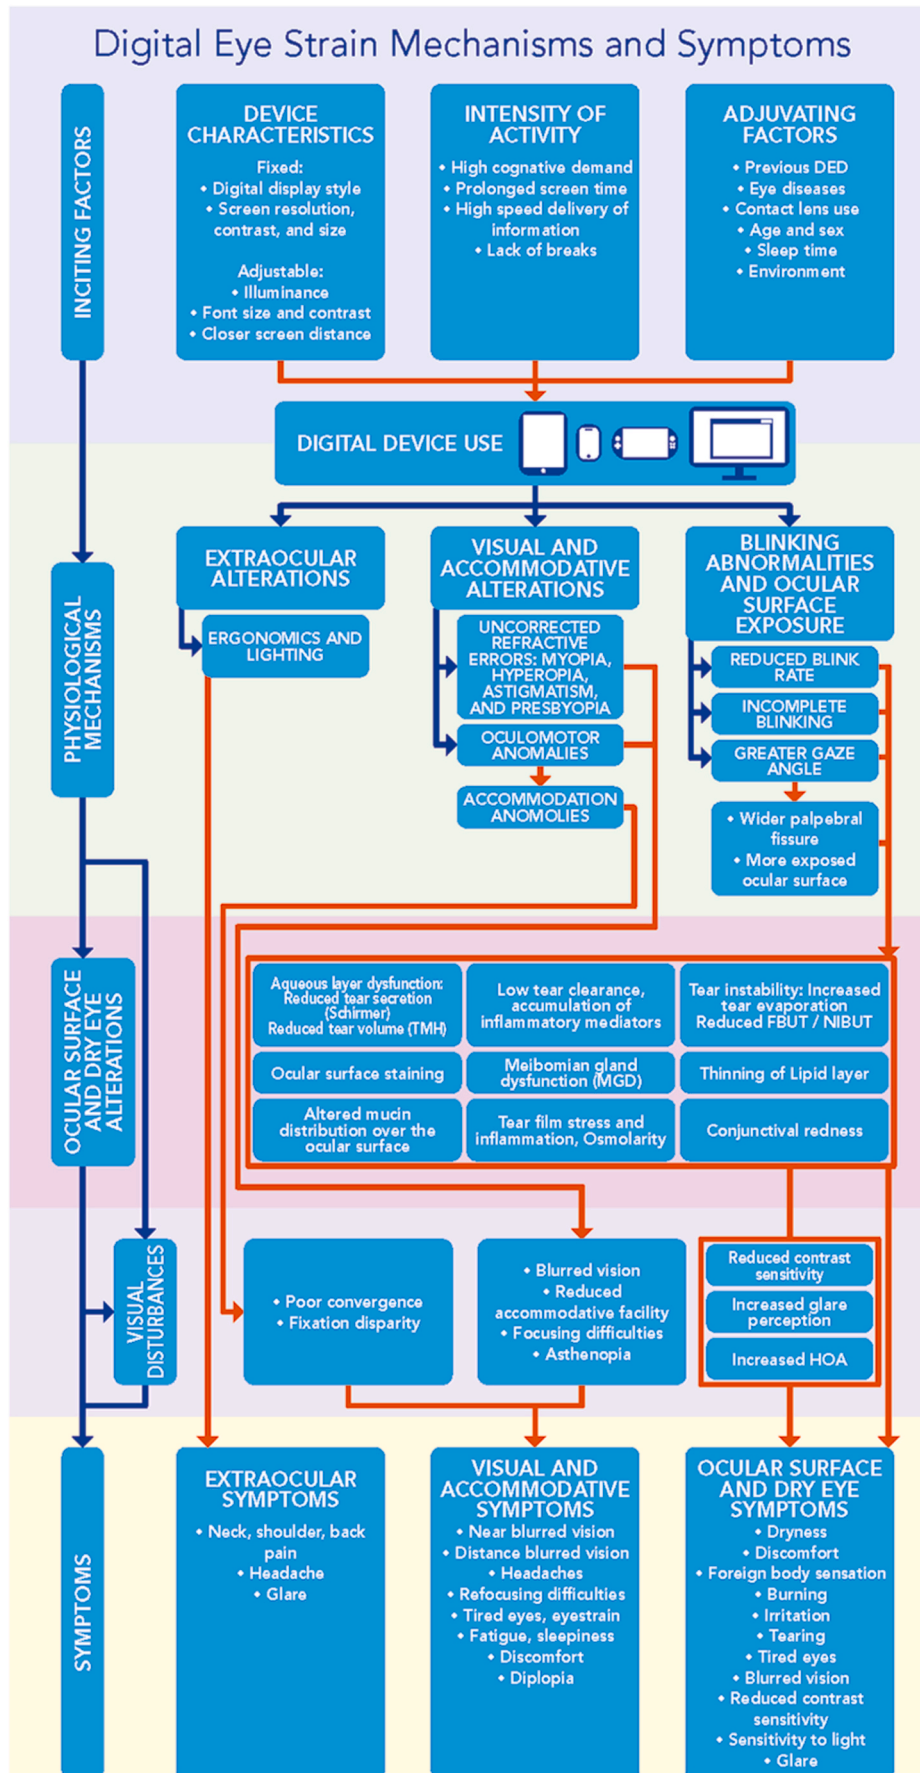 Digital Eye Strain Mechanisms and Symptoms
INCITING FACTORS
DEVICE
CHARACTERISTICS
Fixed:
• Digital display style
• Screen resolution,
contrast, and size
Adjustable:
• Illuminance
• Font size and contrast
• Closer screen distance
INTENSITY OF
ACTIVITY
• High cognative demand
• Prolonged screen time
• High speed delivery of
information
• Lack of breaks
ADJUVATING
FACTORS
• Previous DED
• Eye diseases
• Contact lens use
• Age and sex
• Sleep time
• Environment
DIGITAL DEVICE USE
PHYSIOLOGICAL
MECHANISMS
EXTRAOCULAR
ALTERATIONS
ERGONOMICS AND
LIGHTING
VISUAL AND
ACCOMMODATIVE
ALTERATIONS
UNCORRECTED
REFRACTIVE
ERRORS: MYOPIA,
HYPEROPIA,
ASTIGMATISM,
AND PRESBYOPIA
OCULOMOTOR
ANOMALIES
ACCOMMODATION
ANOMOLIES
BLINKING
ABNORMALITIES
AND OCULAR
SURFACE
EXPOSURE
REDUCED BLINK
RATE
INCOMPLETE
BLINKING
GREATER GAZE
ANGLE
• Wider palpebral
fissure
• More exposed
ocular surface
OCULAR SURFACE
AND DRY EYE
ALTERATIONS
Aqueous layer dysfunction:
Reduced tear secretion
(Schirmer)
Reduced tear volume (TMH)
Low tear clearance,
accumulation of
inflammatory mediators
Tear instability: Increased
tear evaporation
Reduced FBUT / NIBUT
Ocular surface staining
Meibomian gland
dysfunction (MGD)
Thinning of Lipid layer
Altered mucin
distribution over the
ocular surface
Tear film stress and
inflammation, Osmolarity
Conjunctival redness
VISUAL
DISTURBANCES
• Poor convergence
• Fixation disparity
• Blurred vision
• Reduced
accommodative facility
• Focusing difficulties
• Asthenopia
Reduced contrast
sensitivity
Increased glare
perception
Increased HOA
SYMPTOMS
EXTRAOCULAR
SYMPTOMS
• Neck, shoulder, back
pain
• Headache
• Glare
VISUAL AND
ACCOMMODATIVE
SYMPTOMS
• Near blurred vision
• Distance blurred vision
• Headaches
• Refocusing difficulties
• Tired eyes, eyestrain
• Fatigue, sleepiness
• Discomfort
• Diplopia
OCULAR SURFACE
AND DRY EYE
SYMPTOMS
• Dryness
• Discomfort
• Foreign body sensation
• Burning
• Irritation
• Tearing
• Tired eyes
• Blurred vision
• Reduced contrast
sensitivity
• Sensitivity to light
• Glare